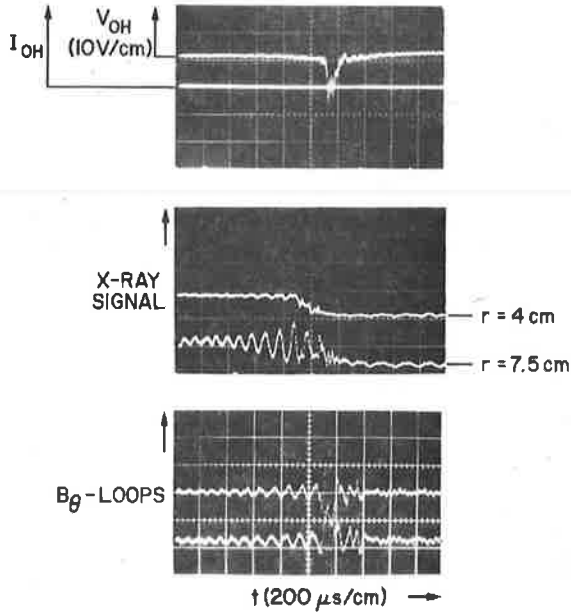 V_OH
I_OH
(10V/cm)
X-RAY
SIGNAL
r = 4 cm
r = 7.5 cm
B_θ-LOOPS
t (200 μs/cm)